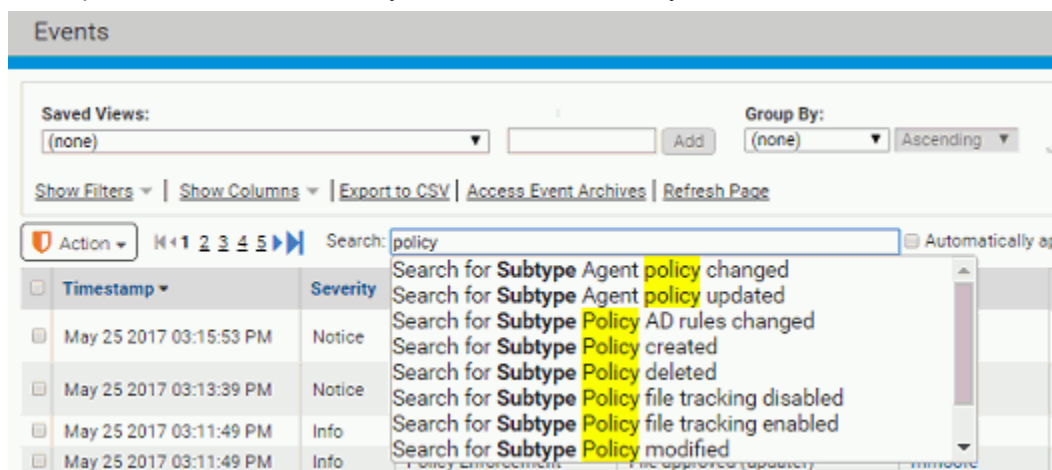 Events
Saved Views: Group By:
(none) Add (none) Ascending
Show Filters | Show Columns | Export to CSV | Access Event Archives | Refresh Page
Action 1 2 3 4 5 Search: policy Automatically
Timestamp Severity
Search for Subtype Agent policy changed
Search for Subtype Agent policy updated
Search for Subtype Policy AD rules changed
Search for Subtype Policy created
Search for Subtype Policy deleted
Search for Subtype Policy file tracking disabled
Search for Subtype Policy file tracking enabled
Search for Subtype Policy modified
May 25 2017 03:15:53 PM Notice
May 25 2017 03:13:39 PM Notice
May 25 2017 03:11:49 PM Info
May 25 2017 03:11:49 PM Info Policy Enforcement File approved (updater)